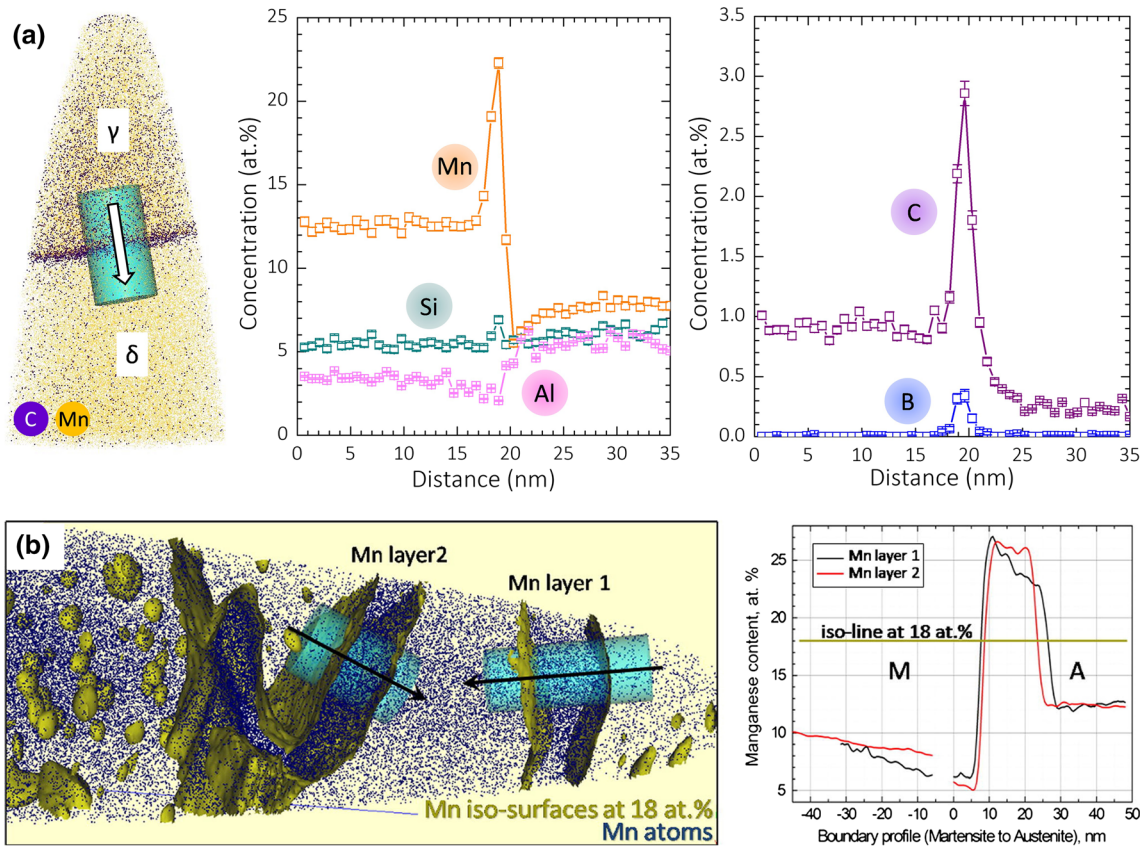 (a)
γ
δ
C Mn
Concentration (at.%)
25
20
15
10
5
0
Mn
Si
Al
0 5 10 15 20 25 30 35
Distance (nm)
Concentration (at.%)
3.5
3.0
2.5
2.0
1.5
1.0
0.5
0.0
C
B
0 5 10 15 20 25 30 35
Distance (nm)
(b)
Mn layer2
Mn layer 1
Mn iso-surfaces at 18 at.%
Mn atoms
Manganese content, at. %
25
20
15
10
5
Mn layer 1
Mn layer 2
iso-line at 18 at.%
M A
-40 -30 -20 -10 0 10 20 30 40 50
Boundary profile (Martensite to Austenite), nm